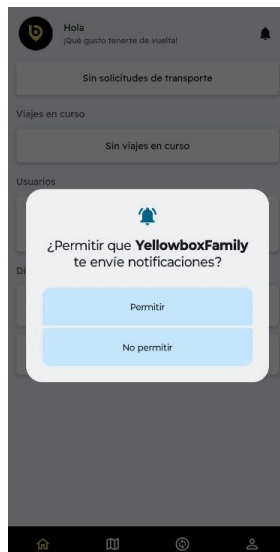 Hola
¡Qué gusto tenerte de vuelta!
Sin solicitudes de transporte
Viajes en curso
Sin viajes en curso
Usuarios
¿Permitir que YellowboxFamily
te envíe notificaciones?
Di
Permitir
No permitir